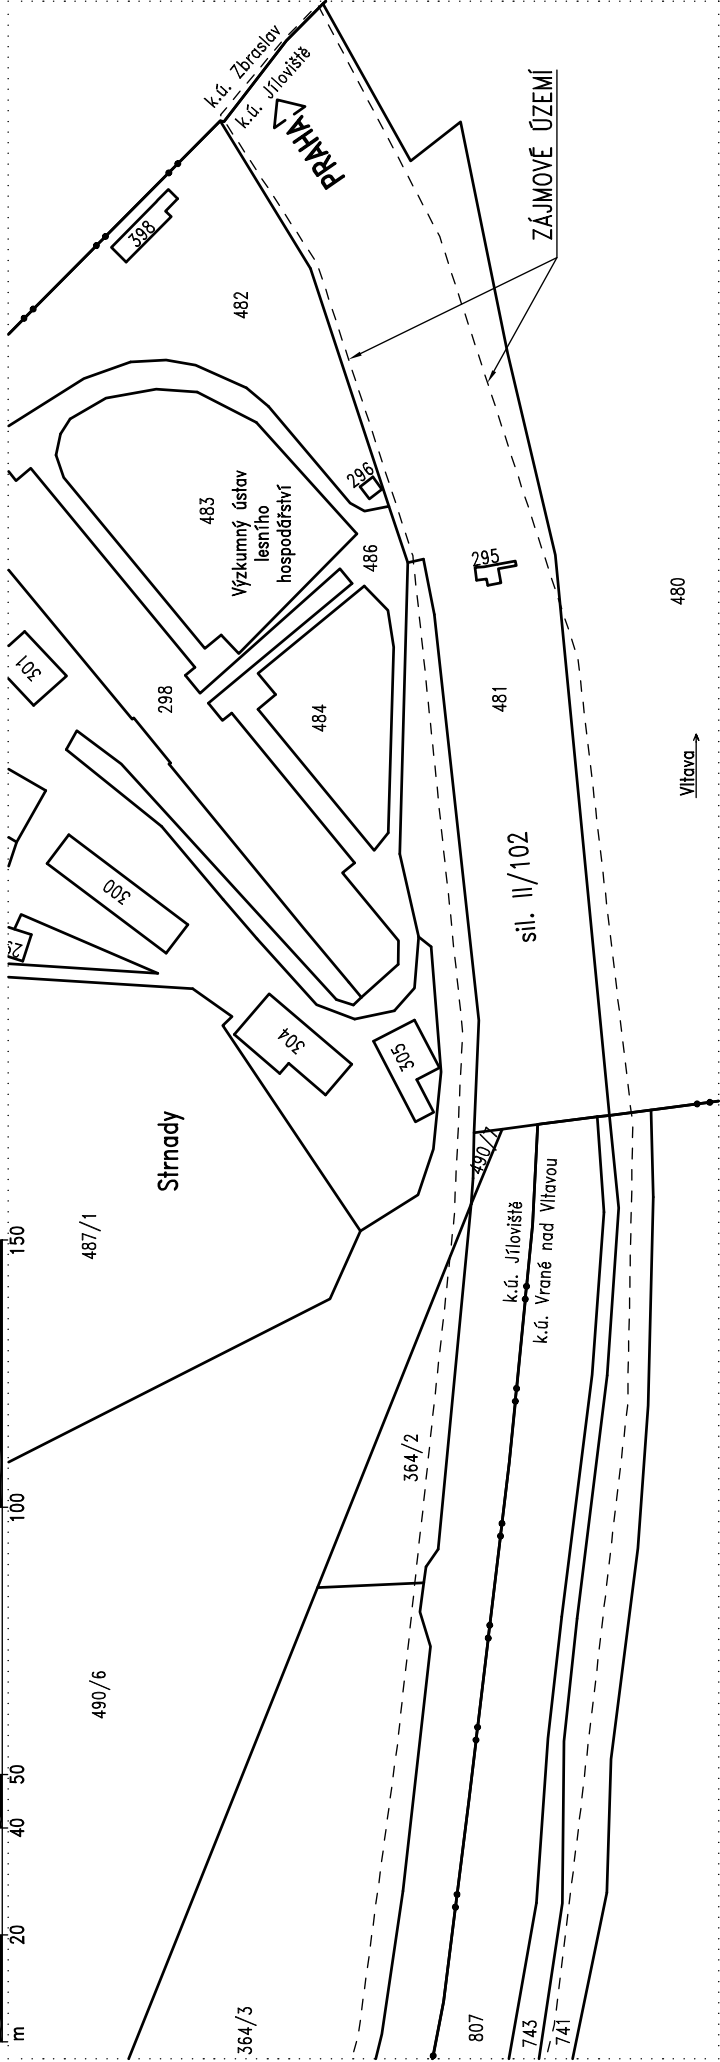 k.ú. Zbraslav
k.ú. Jíloviště
PRAHA
ZÁJMOVÉ ÚZEMÍ
398
482
483
Výzkumný ústav
lesního
hospodářství
296
486
295
480
301
298
484
481
Vltava
300
sil. II/102
304
305
Strnady
490/7
487/1
k.ú. Jíloviště
k.ú. Vrané nad Vltavou
364/2
490/6
364/3
807
743
741
150
100
50
40
20
m